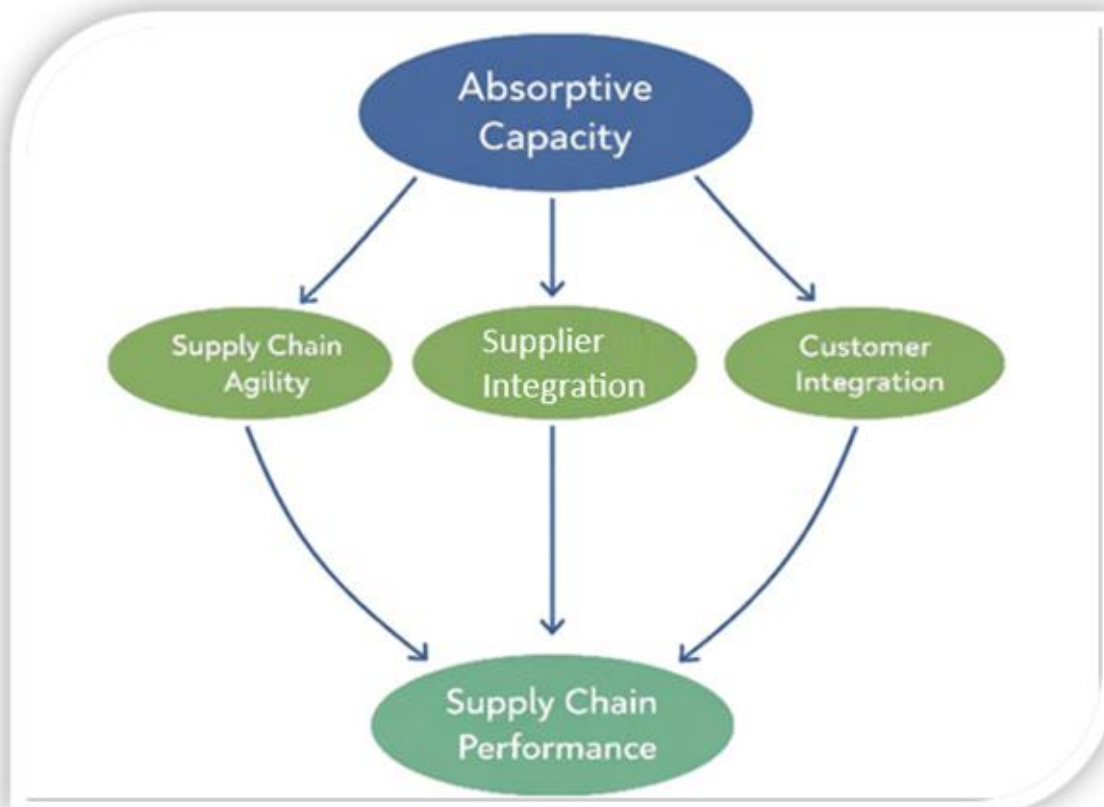 Absorptive
Capacity
Supply Chain
Agility
Supplier
Integration
Customer
Integration
Supply Chain
Performance